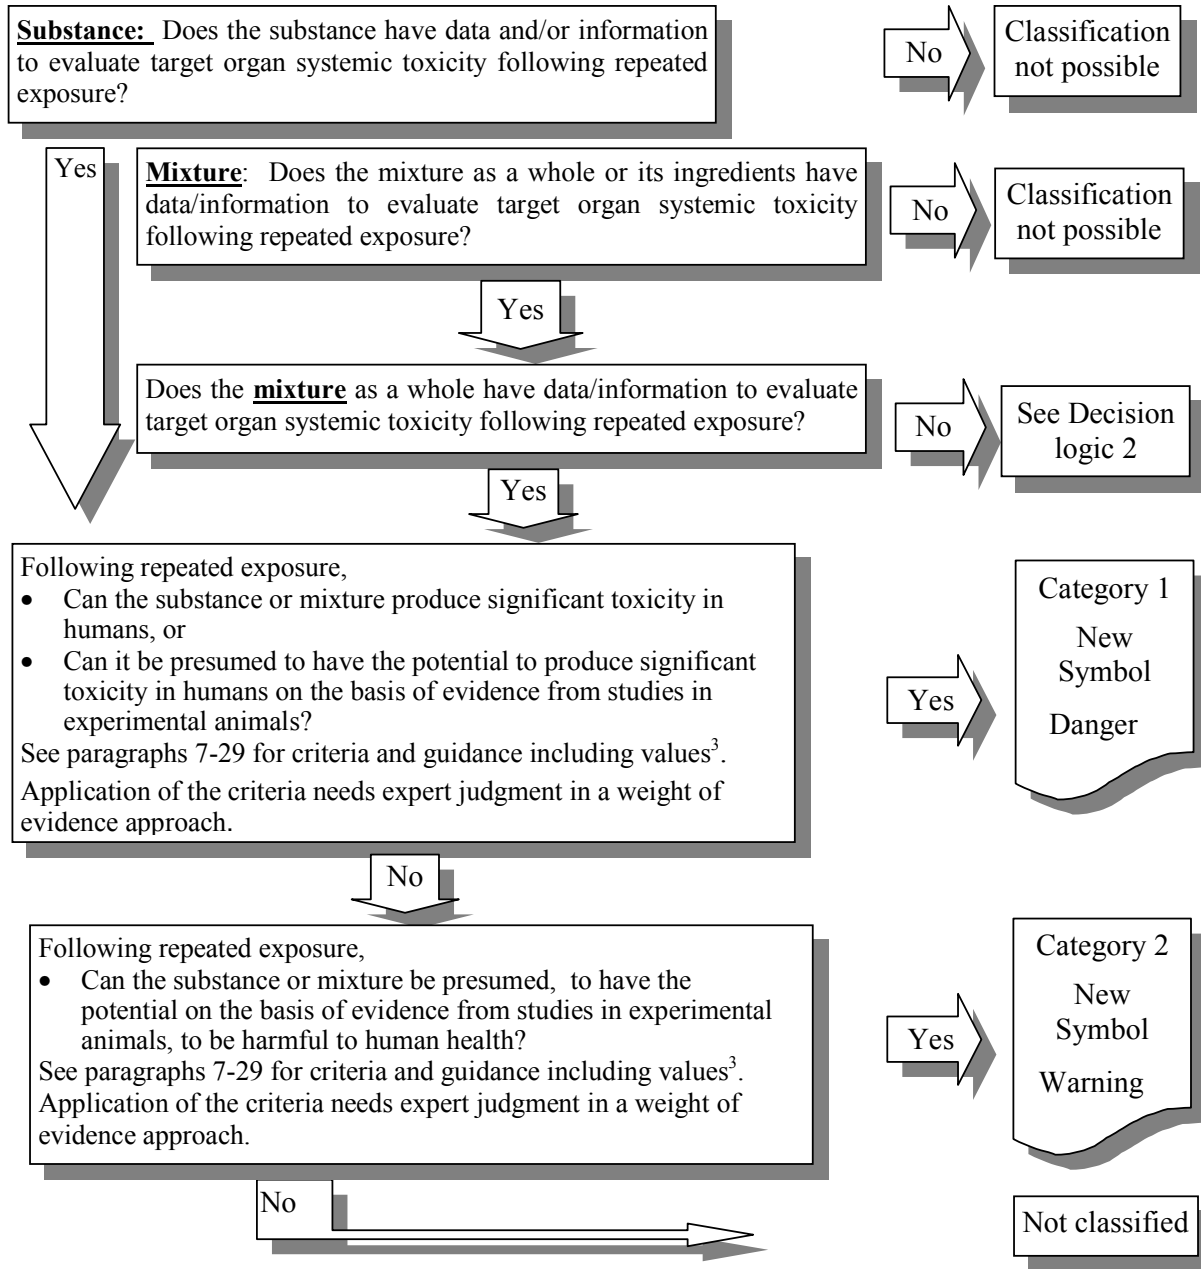 Substance: Does the substance have data and/or information
to evaluate target organ systemic toxicity following repeated
exposure?
No
Classification
not possible
Yes
Mixture: Does the mixture as a whole or its ingredients have
data/information to evaluate target organ systemic toxicity
following repeated exposure?
No
Classification
not possible
Yes
Does the mixture as a whole have data/information to evaluate
target organ systemic toxicity following repeated exposure?
No
See Decision
logic 2
Yes
Following repeated exposure,
• Can the substance or mixture produce significant toxicity in
humans, or
• Can it be presumed to have the potential to produce significant
toxicity in humans on the basis of evidence from studies in
experimental animals?
See paragraphs 7-29 for criteria and guidance including values³.
Application of the criteria needs expert judgment in a weight of
evidence approach.
Yes
Category 1
New
Symbol
Danger
No
Following repeated exposure,
• Can the substance or mixture be presumed, to have the
potential on the basis of evidence from studies in experimental
animals, to be harmful to human health?
See paragraphs 7-29 for criteria and guidance including values³.
Application of the criteria needs expert judgment in a weight of
evidence approach.
Yes
Category 2
New
Symbol
Warning
No
Not classified